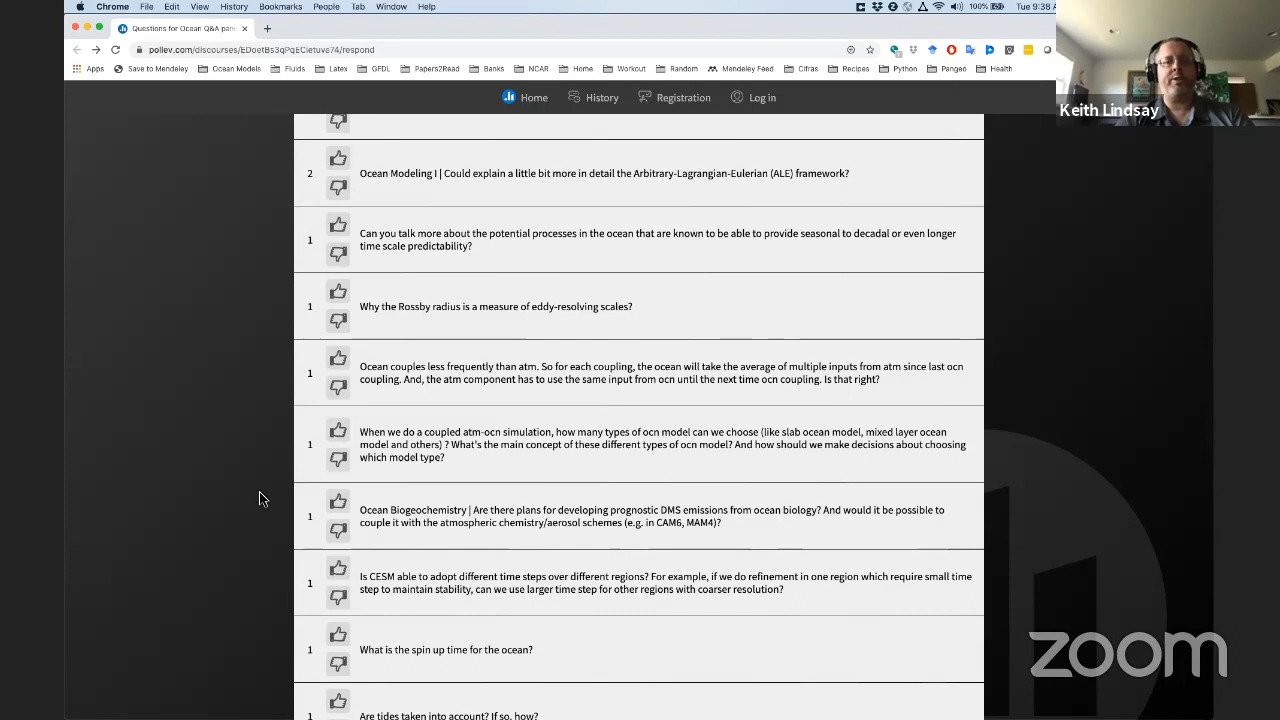 Chrome File Edit View History Bookmarks People Tab Window Help
100% Tue 9:38 A
Questions for Ocean Q&A pan
pollev.com/discourses/EDoetBs3qPqECietuve74/respond
Apps Save to Mendeley Ocean Models Fluids Latex GFDL Papers2Read Banks NCAR Home Workout Random Mendeley Feed Cifras Recipes Python Pangeo Health
Keith Lindsay
Home History Registration Log in
2 Ocean Modeling I | Could explain a little bit more in detail the Arbitrary-Lagrangian-Eulerian (ALE) framework?
1 Can you talk more about the potential processes in the ocean that are known to be able to provide seasonal to decadal or even longer
time scale predictability?
1 Why the Rossby radius is a measure of eddy-resolving scales?
1 Ocean couples less frequently than atm. So for each coupling, the ocean will take the average of multiple inputs from atm since last ocn
coupling. And, the atm component has to use the same input from ocn until the next time ocn coupling. Is that right?
1 When we do a coupled atm-ocn simulation, how many types of ocn model can we choose (like slab ocean model, mixed layer ocean
model and others) ? What's the main concept of these different types of ocn model? And how should we make decisions about choosing
which model type?
1 Ocean Biogeochemistry | Are there plans for developing prognostic DMS emissions from ocean biology? And would it be possible to
couple it with the atmospheric chemistry/aerosol schemes (e.g. in CAM6, MAM4)?
1 Is CESM able to adopt different time steps over different regions? For example, if we do refinement in one region which require small time
step to maintain stability, can we use larger time step for other regions with coarser resolution?
1 What is the spin up time for the ocean?
1 Are tides taken into account? If so, how?
zoom